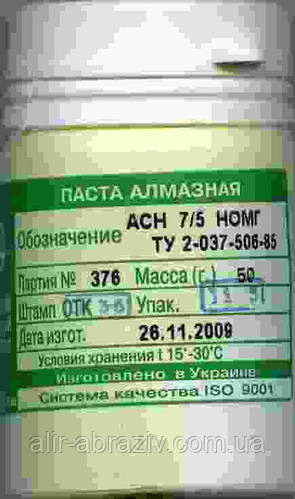 ПАСТА АЛМАЗНАЯ
АСН 7/5 НОМГ
Обозначение
ТУ 2-037-506-85
Партия № 376 Масса (г.) 50
Штамп ОТК Упак.
Дата изгот. 26.11.2009
Условия хранения t 15°-30°С
Изготовлено в Украине
Система качества ISO 9001
alir-abraziv.com.ua